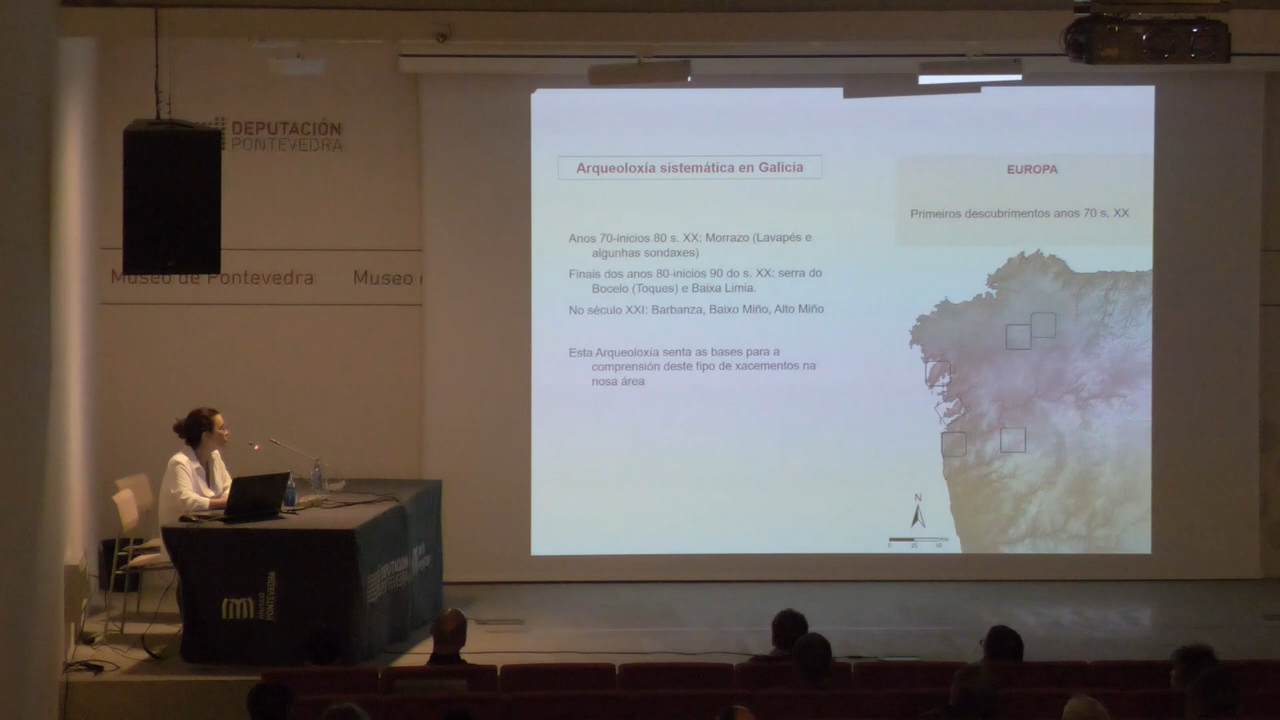 DEPUTACIÓN
PONTEVEDRA
Museo de Pontevedra
Museo
Arqueoloxía sistemática en Galicia
Anos 70-inicios 80 s. XX: Morrazo (Lavapés e
algunhas sondaxes)
Finais dos anos 80-inicios 90 do s. XX: serra do
Bocelo (Toques) e Baixa Limia.
No século XXI: Barbanza, Baixo Miño, Alto Miño
Esta Arqueoloxía senta as bases para a
comprensión deste tipo de xacementos na
nosa área
EUROPA
Primeiros descubrimentos anos 70 s. XX
N
MUSEO
PONTEVEDRA
DEPUTACIÓN